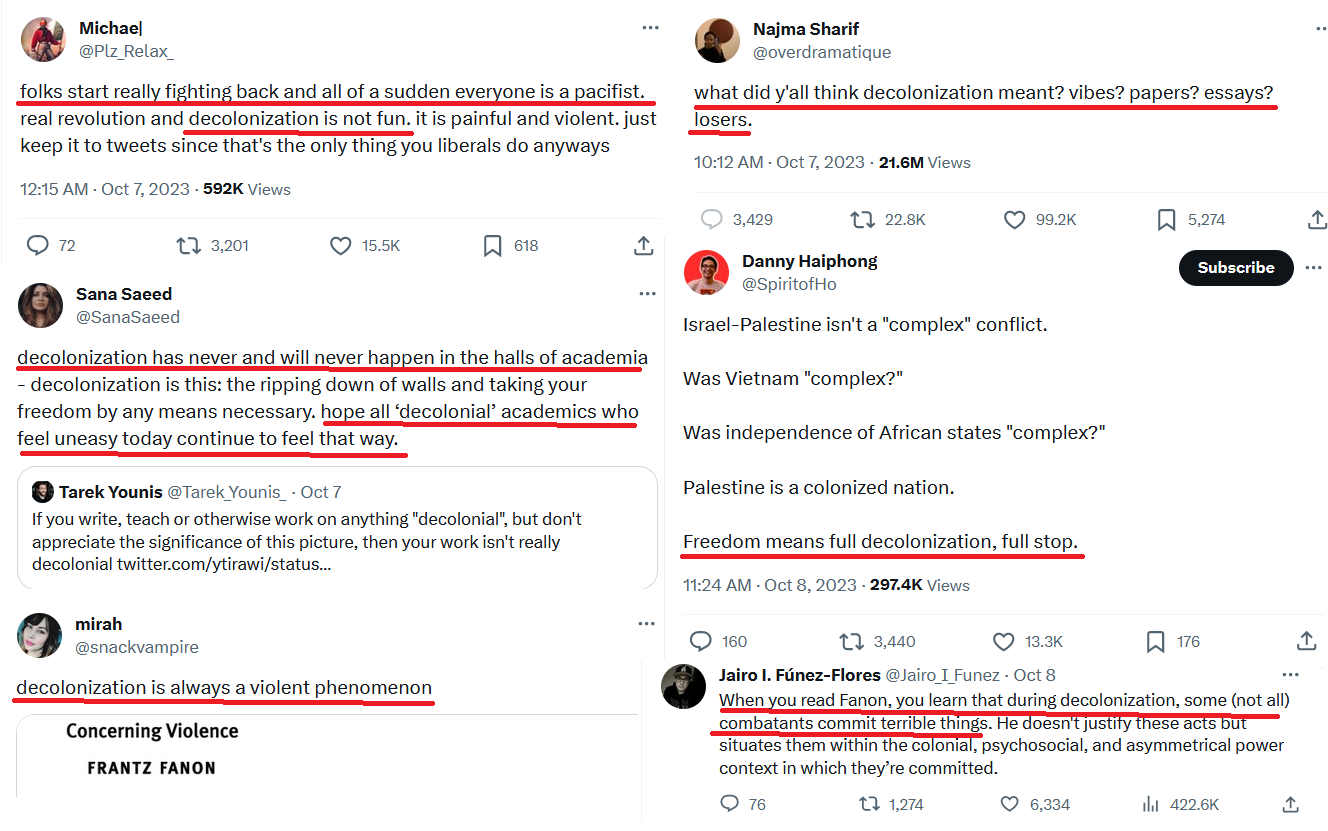 Michael
@Plz_Relax_
folks start really fighting back and all of a sudden everyone is a pacifist.
real revolution and decolonization is not fun. it is painful and violent. just
keep it to tweets since that's the only thing you liberals do anyways
12:15 AM · Oct 7, 2023 · 592K Views
72 3,201 15.5K 618
Sana Saeed
@SanaSaeed
decolonization has never and will never happen in the halls of academia
- decolonization is this: the ripping down of walls and taking your
freedom by any means necessary. hope all ‘decolonial’ academics who
feel uneasy today continue to feel that way.
Tarek Younis @Tarek_Younis_ · Oct 7
If you write, teach or otherwise work on anything "decolonial", but don't
appreciate the significance of this picture, then your work isn't really
decolonial twitter.com/ytirawi/status...
mirah
@snackvampire
decolonization is always a violent phenomenon
Concerning Violence
FRANTZ FANON
Najma Sharif
@overdramatique
what did y'all think decolonization meant? vibes? papers? essays?
losers.
10:12 AM · Oct 7, 2023 · 21.6M Views
3,429 22.8K 99.2K 5,274
Danny Haiphong
@SpiritofHo
Subscribe
Israel-Palestine isn't a "complex" conflict.
Was Vietnam "complex?"
Was independence of African states "complex?"
Palestine is a colonized nation.
Freedom means full decolonization, full stop.
11:24 AM · Oct 8, 2023 · 297.4K Views
160 3,440 13.3K 176
Jairo I. Fúnez-Flores @Jairo_I_Funez · Oct 8
When you read Fanon, you learn that during decolonization, some (not all)
combatants commit terrible things. He doesn't justify these acts but
situates them within the colonial, psychosocial, and asymmetrical power
context in which they’re committed.
76 1,274 6,334 422.6K